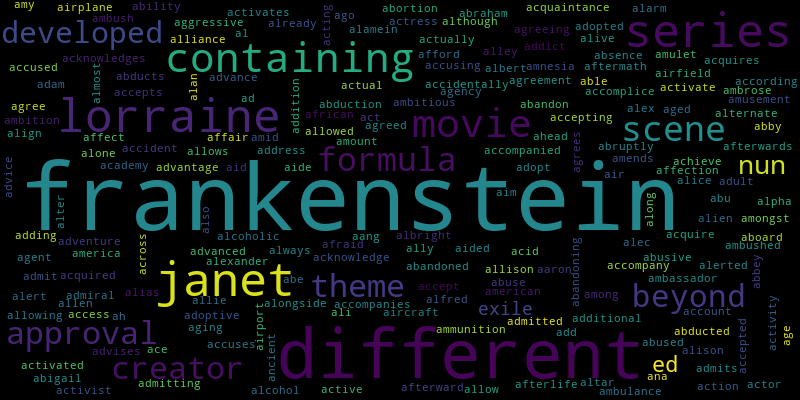 amy airplane ability
ambush
activates ago acting abortion abraham acquaintance alarm
developed aggressive already actress although agreeing adopted series
alliance al alamein actually alley addict alive
acknowledges containing afford absence amulet acquires
accused almost abducts advance accusing albert amnesia aftermath airfield according
adam alan actual agency accidentally agreement able activate ambrose
agree accepts ad addition abduction ambitious abandon accomplice alex aged amusement
ambition lorraine african act movie accepting scene alternate
align affect affair amid allowed agreed ahead abruptly abby
alone accident allows address amount accompanied agrees amends afterwards
advice academy advantage aid aide formula adopt achieve nun
affection
air alice adult
frankenstein aim along abu alpha
alter also alien amongst
adding alcoholic aang albright alec acquire aboard
adventure across afraid ally aided acid abandoning ambushed
agent america advanced always acknowledge abusive alerted abbey
alexander abandoned allison aaron accompany
admit acquired janet abe theme abuse ambassador
alert admiral alias allie accept american among beyond
ailen alongside accompanies alfred exile account
allowing access ah adoptive airport ali aircraft admitted additional activity
approval aging ammunition add abducted age
accuses different abused
advises ace ancient alison accepted
activated creator ed admits
abigail admitting ana
activist alcohol active afterward allow afterlife altar ambulance action actor